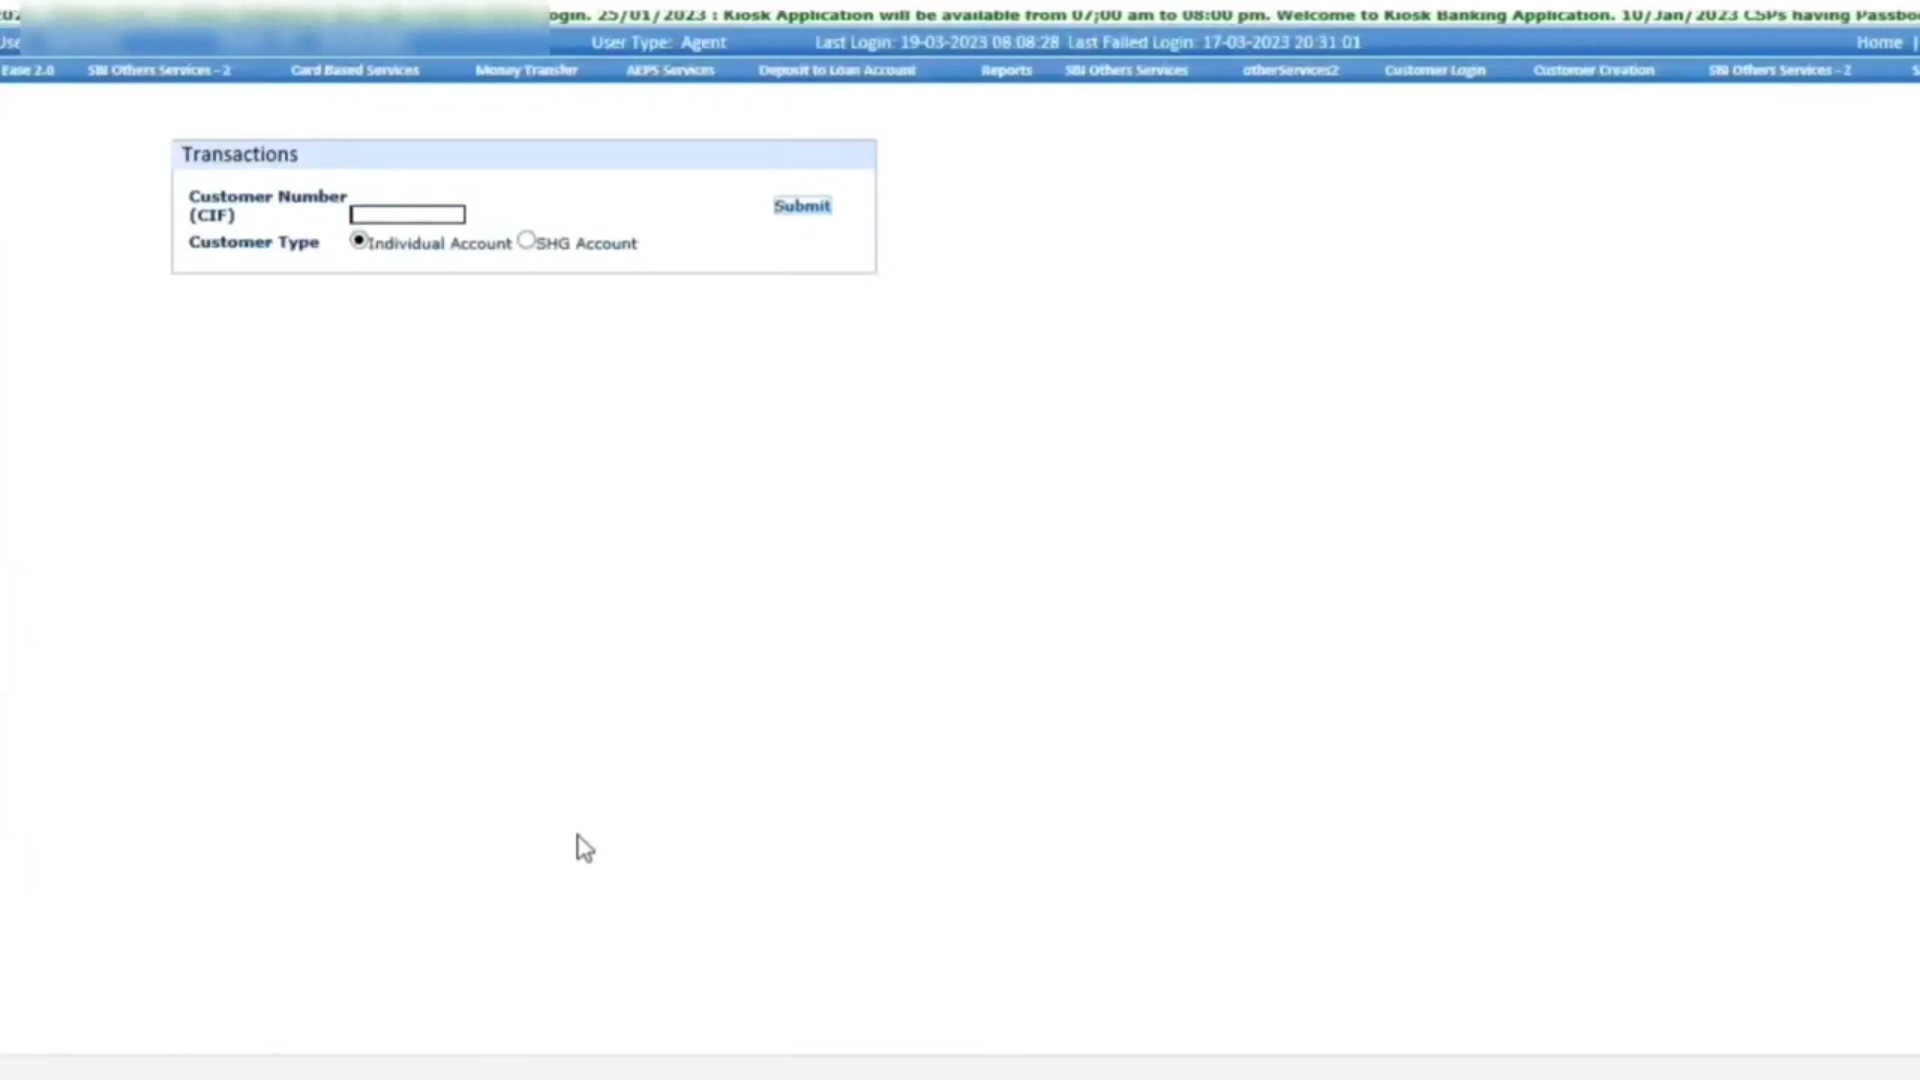 ogin. 25/01/2023 : Kiosk Application will be available from 07;00 am to 08:00 pm. Welcome to Kiosk Banking Application. 10/Jan/2023 CSPs having Passbo
User Type: Agent Last Login: 19-03-2023 08:08:28 Last Failed Login: 17-03-2023 20:31:01 Home |
Ease 2.0 SBI Others Services - 2 Card Based Services Money Transfer AEPS Services Deposit to Loan Account Reports SBI Others Services otherServices2 Customer Login Customer Creation SBI Others Services - 2 S
Transactions
Customer Number
(CIF)
Submit
Customer Type Individual Account SHG Account